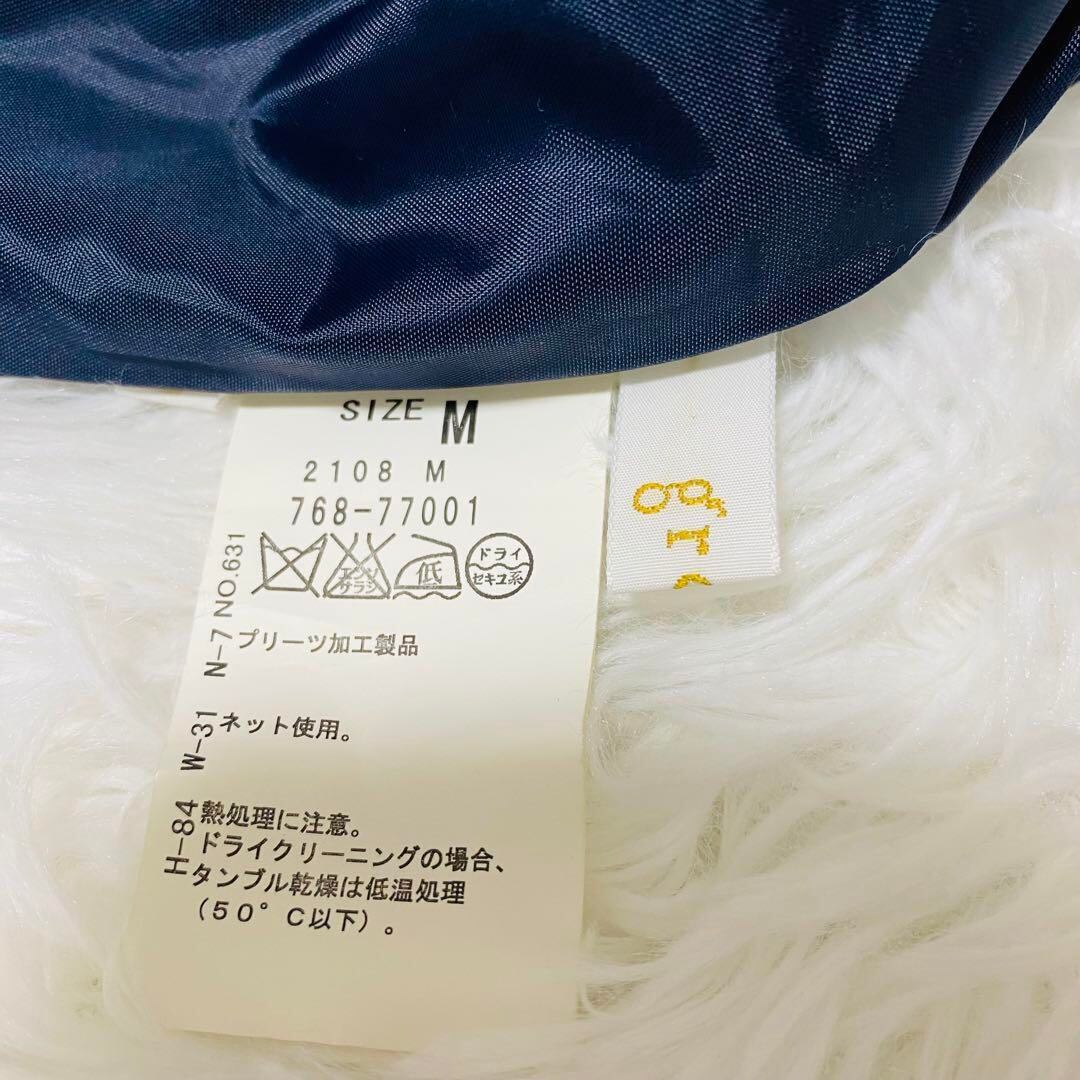 SIZE M
2108 M
768-77001
エンソ
サラシ
低
ドライ
セキユ系
N-7 NO.631
プリーツ加工製品
W-31
ネット使用。
H-84
熱処理に注意。
ドライクリーニングの場合、
タンブル乾燥は低温処理
(50°C以下)。
gr